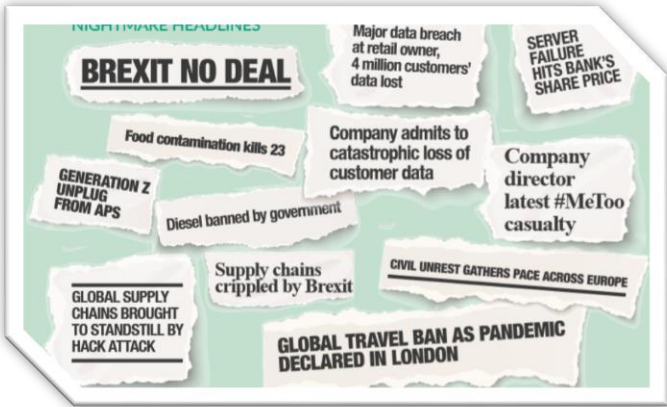 NIGHTMARE HEADLINES
BREXIT NO DEAL
Major data breach
at retail owner,
4 million customers'
data lost
SERVER
FAILURE
HITS BANK'S
SHARE PRICE
Food contamination kills 23
Company admits to
catastrophic loss of
customer data
Company
director
latest #MeToo
casualty
GENERATION Z
UNPLUG
FROM APS
Diesel banned by government
Supply chains
crippled by Brexit
CIVIL UNREST GATHERS PACE ACROSS EUROPE
GLOBAL SUPPLY
CHAINS BROUGHT
TO STANDSTILL BY
HACK ATTACK
GLOBAL TRAVEL BAN AS PANDEMIC
DECLARED IN LONDON